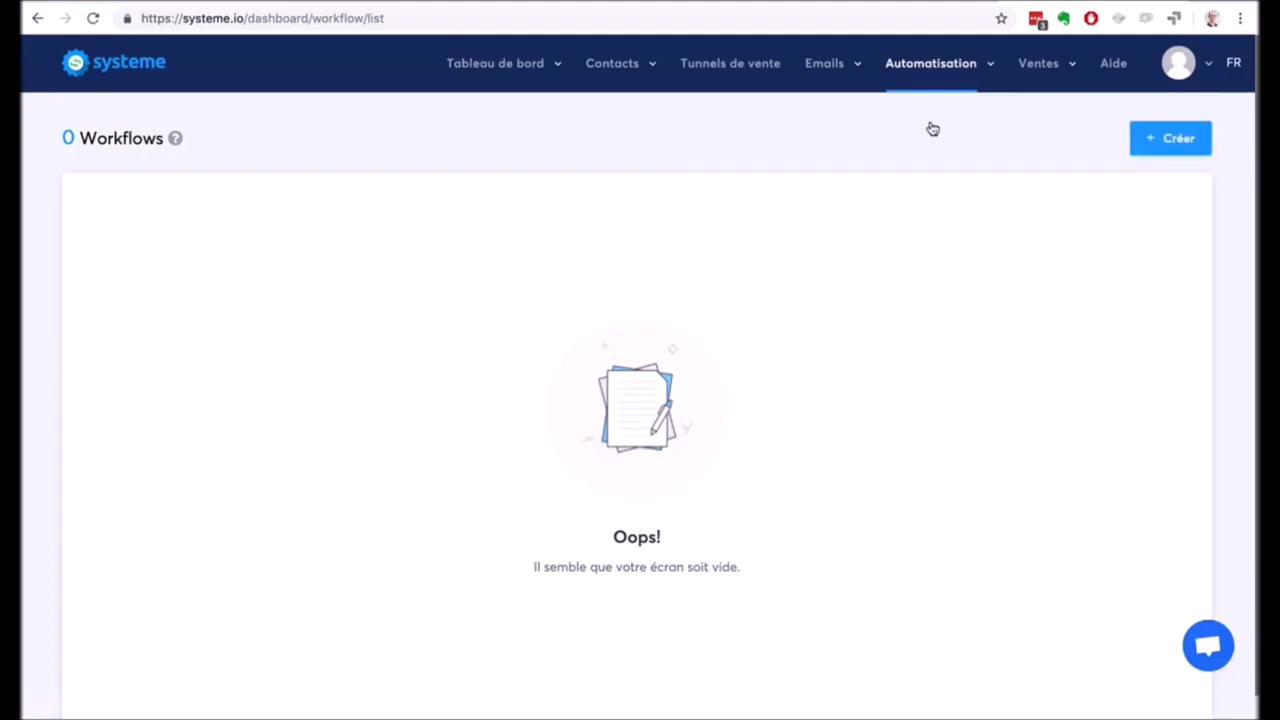 https://systeme.io/dashboard/workflow/list
3
systeme
Tableau de bord
Contacts
Tunnels de vente
Emails
Automatisation
Ventes
Aide
FR
0 Workflows ?
+ Créer
Oops!
Il semble que votre écran soit vide.